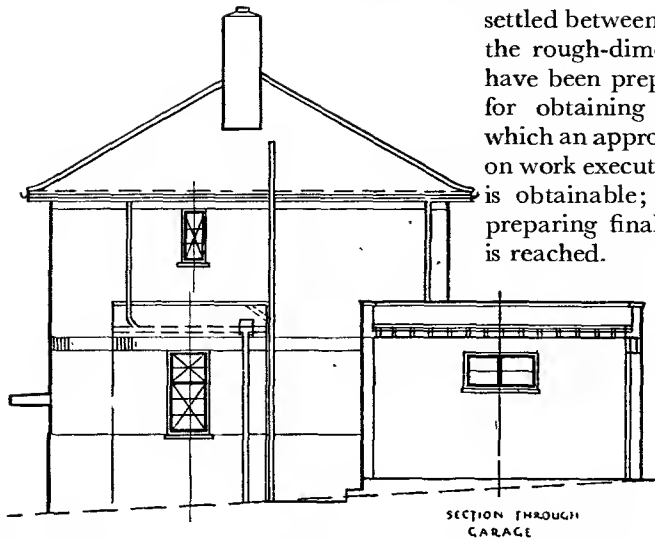 settled between
the rough-dime
have been prep
for obtaining
which an appro
on work execut
is obtainable;
preparing final
is reached.
SECTION THROUGH
GARAGE